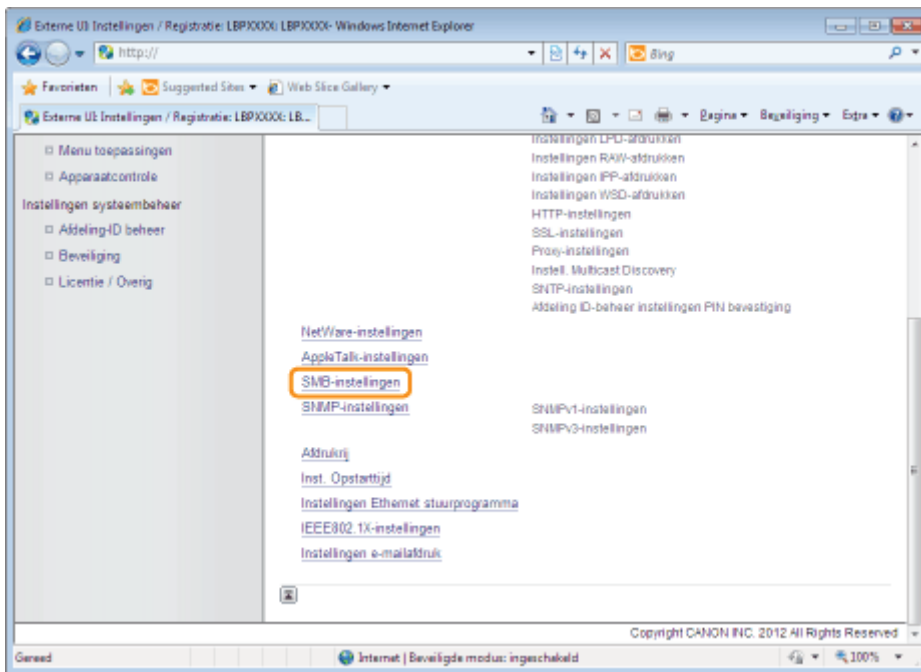 Externe UI: Instellingen / Registratie: LBPXXXX: LBPXXXX- Windows Internet Explorer
http://
Bing
Favorieten Suggested Sites Web Slice Gallery
Externe UI: Instellingen / Registratie: LBPXXXX: LB...
Pagina Beveiliging Extra
Menu toepassingen
Apparaatcontrole
Instellingen systeembeheer
Afdeling-ID beheer
Beveiliging
Licentie / Overig
Instellingen LPD-afdrukken
Instellingen RAW-afdrukken
Instellingen IPP-afdrukken
Instellingen WSD-afdrukken
HTTP-instellingen
SSL-instellingen
Proxy-instellingen
Instell. Multicast Discovery
SNTP-instellingen
Afdeling ID-beheer instellingen PIN bevestiging
NetWare-instellingen
AppleTalk-instellingen
SMB-instellingen
SNMP-instellingen
SNMPv1-instellingen
SNMPv3-instellingen
Afdrukrij
Inst. Opstarttijd
Instellingen Ethernet stuurprogramma
IEEE802.1X-instellingen
Instellingen e-mailafdruk
Copyright CANON INC. 2012 All Rights Reserved
Gereed
Internet | Beveiligde modus: ingeschakeld
100%